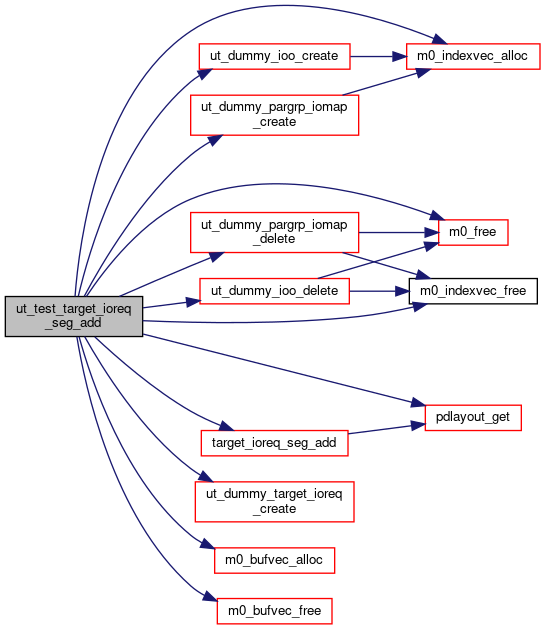 ut_dummy_ioo_create
m0_indexvec_alloc
ut_dummy_pargrp_iomap
_create
ut_dummy_pargrp_iomap
_delete
m0_free
ut_dummy_ioo_delete
m0_indexvec_free
ut_test_target_ioreq
_seg_add
pdlayout_get
target_ioreq_seg_add
ut_dummy_target_ioreq
_create
m0_bufvec_alloc
m0_bufvec_free